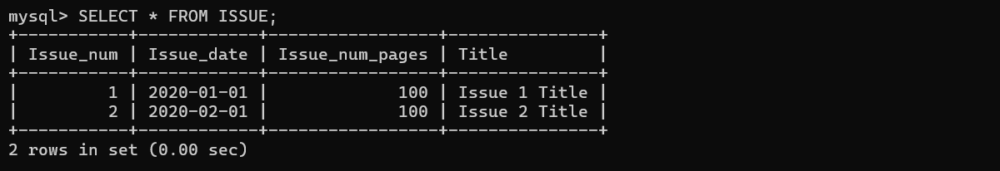 mysql> SELECT * FROM ISSUE;
+-----------+------------+-----------------+---------------+
| Issue_num | Issue_date | Issue_num_pages | Title         |
+-----------+------------+-----------------+---------------+
|         1 | 2020-01-01 |             100 | Issue 1 Title |
|         2 | 2020-02-01 |             100 | Issue 2 Title |
+-----------+------------+-----------------+---------------+
2 rows in set (0.00 sec)